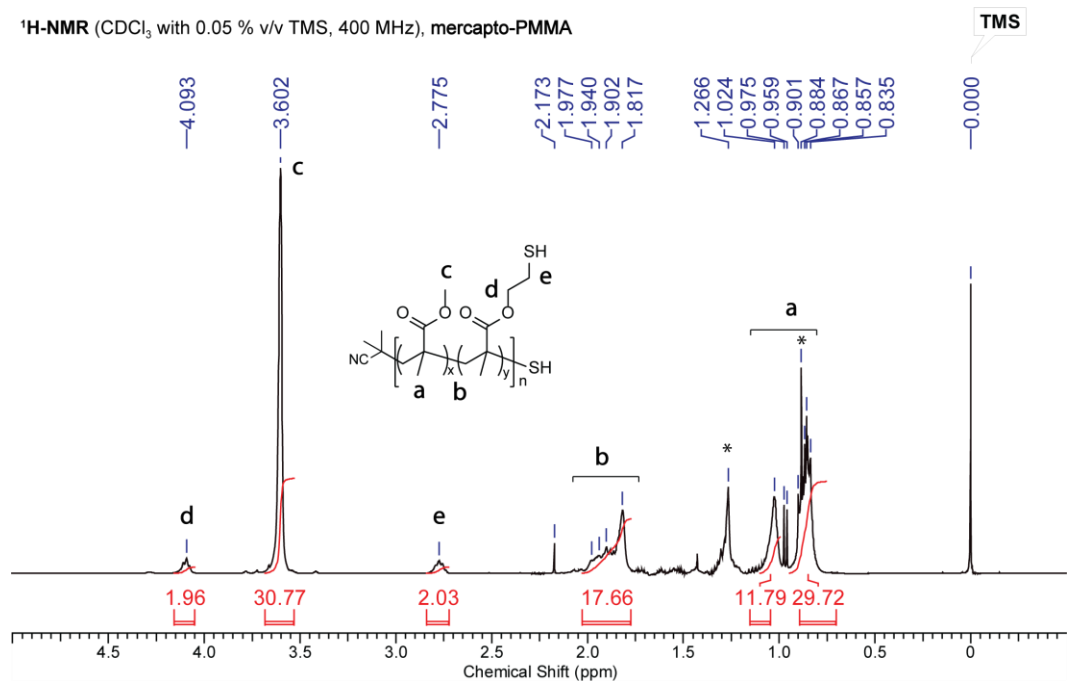 ¹H-NMR (CDCl₃ with 0.05 % v/v TMS, 400 MHz), mercapto-PMMA
TMS
4.093
3.602
2.775
2.173
1.977
1.940
1.902
1.817
1.266
1.024
0.975
0.959
0.901
0.884
0.867
0.857
0.835
0.000
c
SH
c
e
d
O
O
O
O
NC
x
y
n
SH
a
b
a
*
*
b
d
e
1.96
30.77
2.03
17.66
11.79
29.72
4.5
4.0
3.5
3.0
2.5
2.0
1.5
1.0
0.5
0
Chemical Shift (ppm)